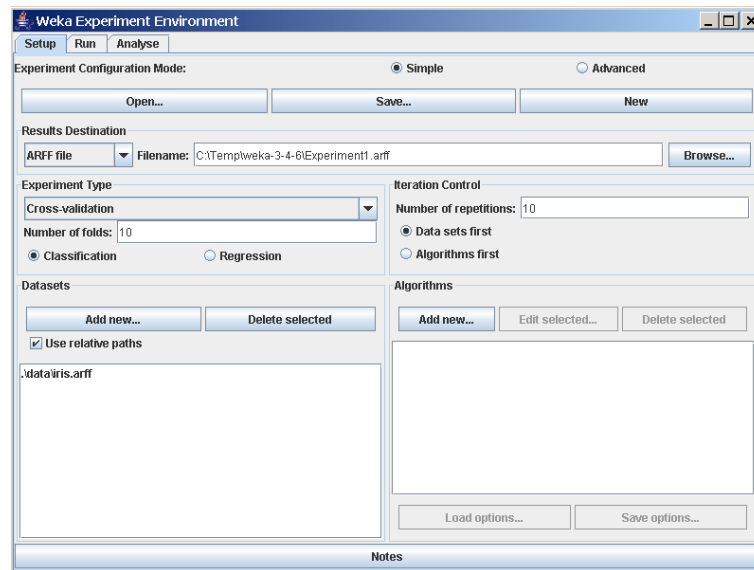 Weka Experiment Environment
Setup Run Analyse
Experiment Configuration Mode: Simple Advanced
Open... Save... New
Results Destination
ARFF file Filename: C:\Temp\weka-3-4-6\Experiment1.arff Browse...
Experiment Type
Cross-validation
Number of folds: 10
Classification Regression
Iteration Control
Number of repetitions: 10
Data sets first
Algorithms first
Datasets
Add new... Delete selected
Use relative paths
.\data\iris.arff
Algorithms
Add new... Edit selected... Delete selected
Load options... Save options...
Notes